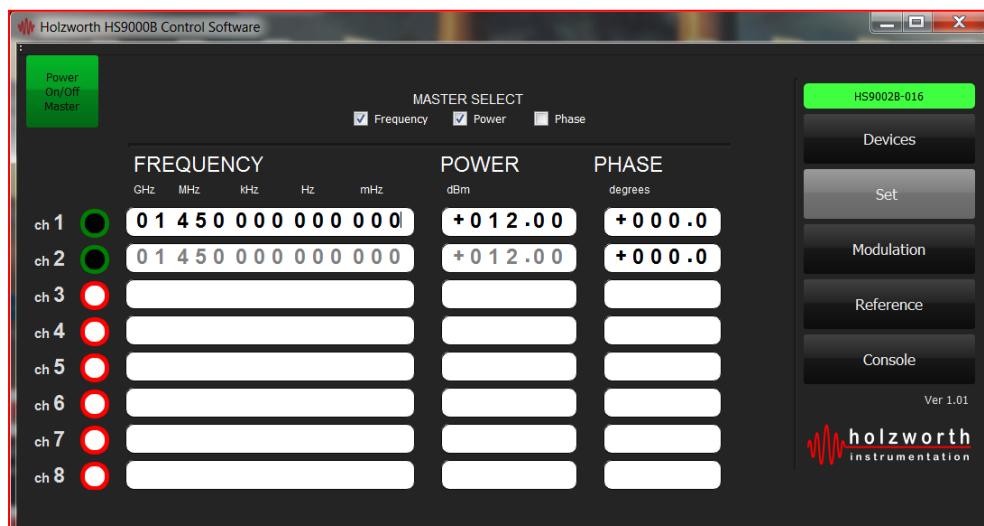 Holzworth HS9000B Control Software
Power
On/Off
Master
MASTER SELECT
Frequency Power Phase
HS9002B-016
Devices
FREQUENCY POWER PHASE
GHz MHz kHz Hz mHz dBm degrees
Set
ch 1 01 450 000 000 000 +012.00 +000.0
Modulation
ch 2 01 450 000 000 000 +012.00 +000.0
ch 3
Reference
ch 4
Console
ch 5
Ver 1.01
ch 6
holzworth
instrumentation
ch 7
ch 8